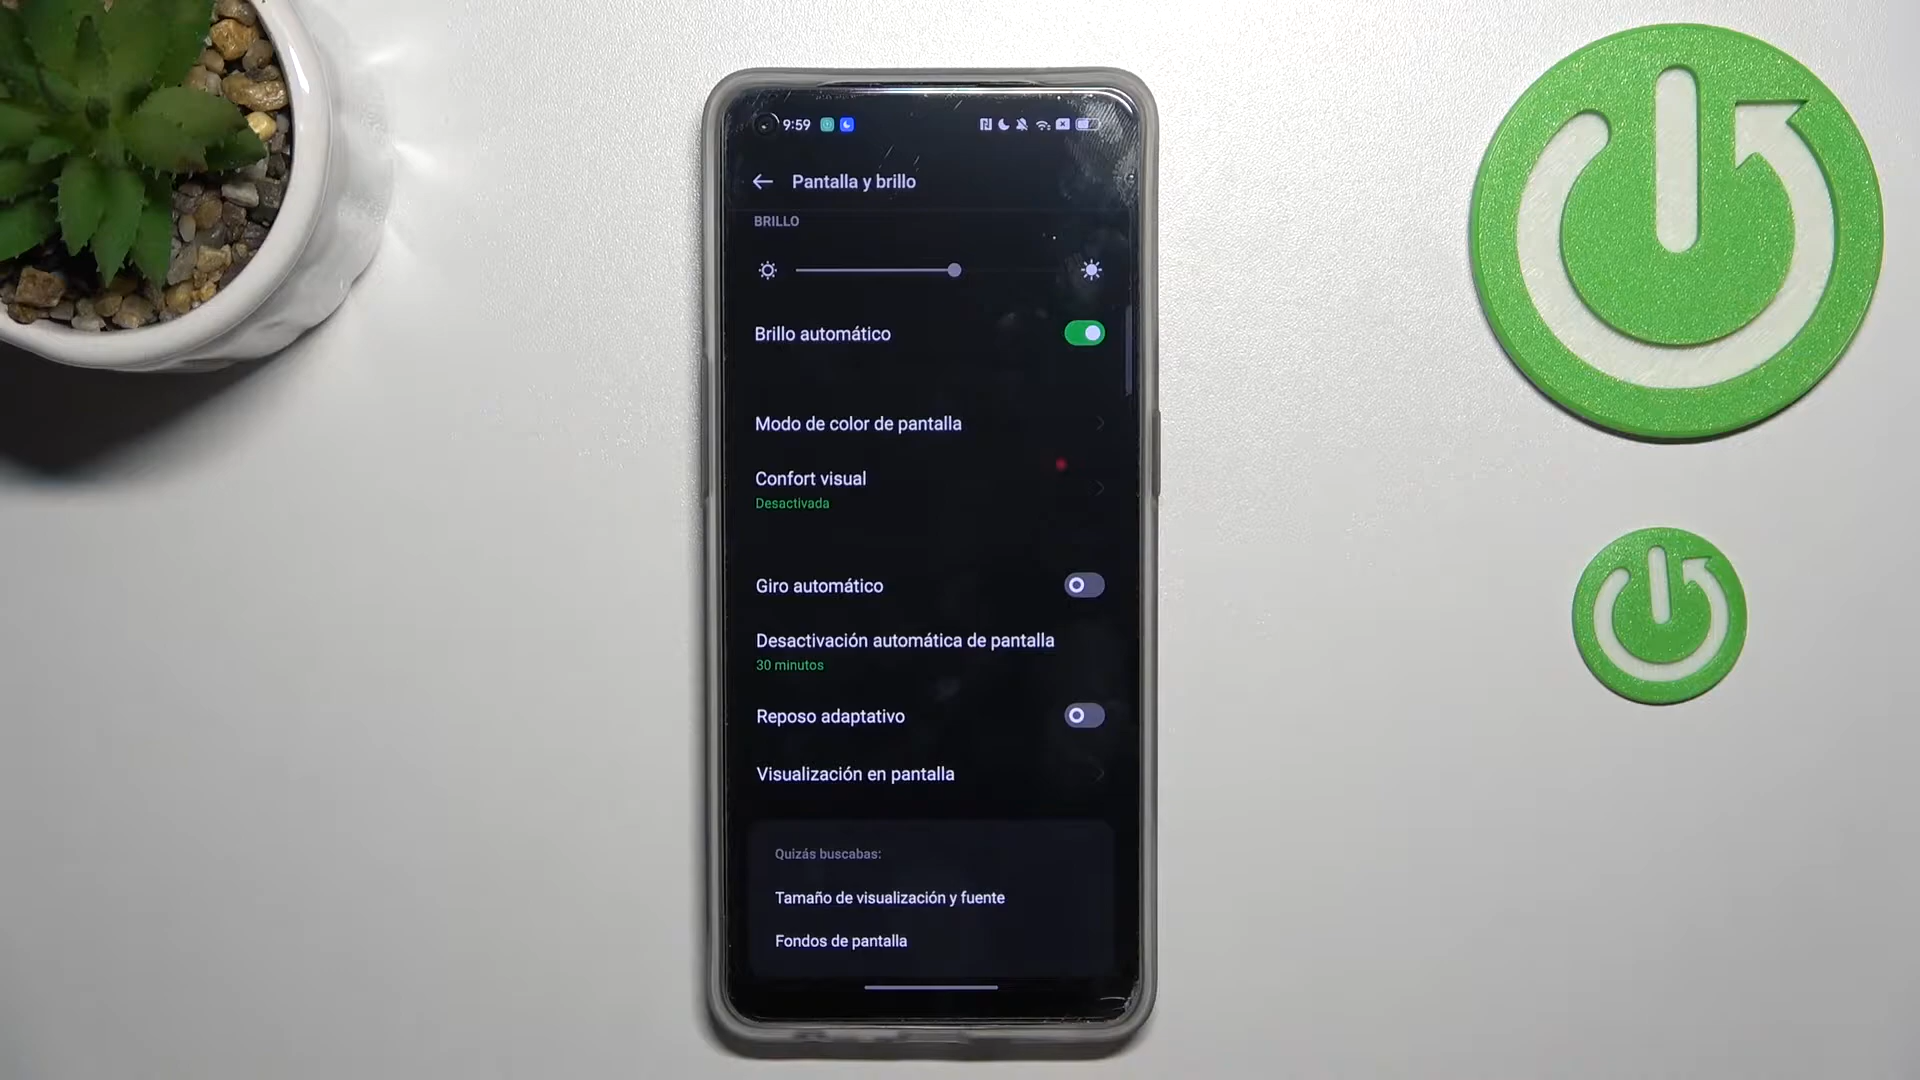 9:59
Pantalla y brillo
BRILLO
Brillo automático
Modo de color de pantalla
Confort visual
Desactivada
Giro automático
Desactivación automática de pantalla
30 minutos
Reposo adaptativo
Visualización en pantalla
Quizás buscabas:
Tamaño de visualización y fuente
Fondos de pantalla